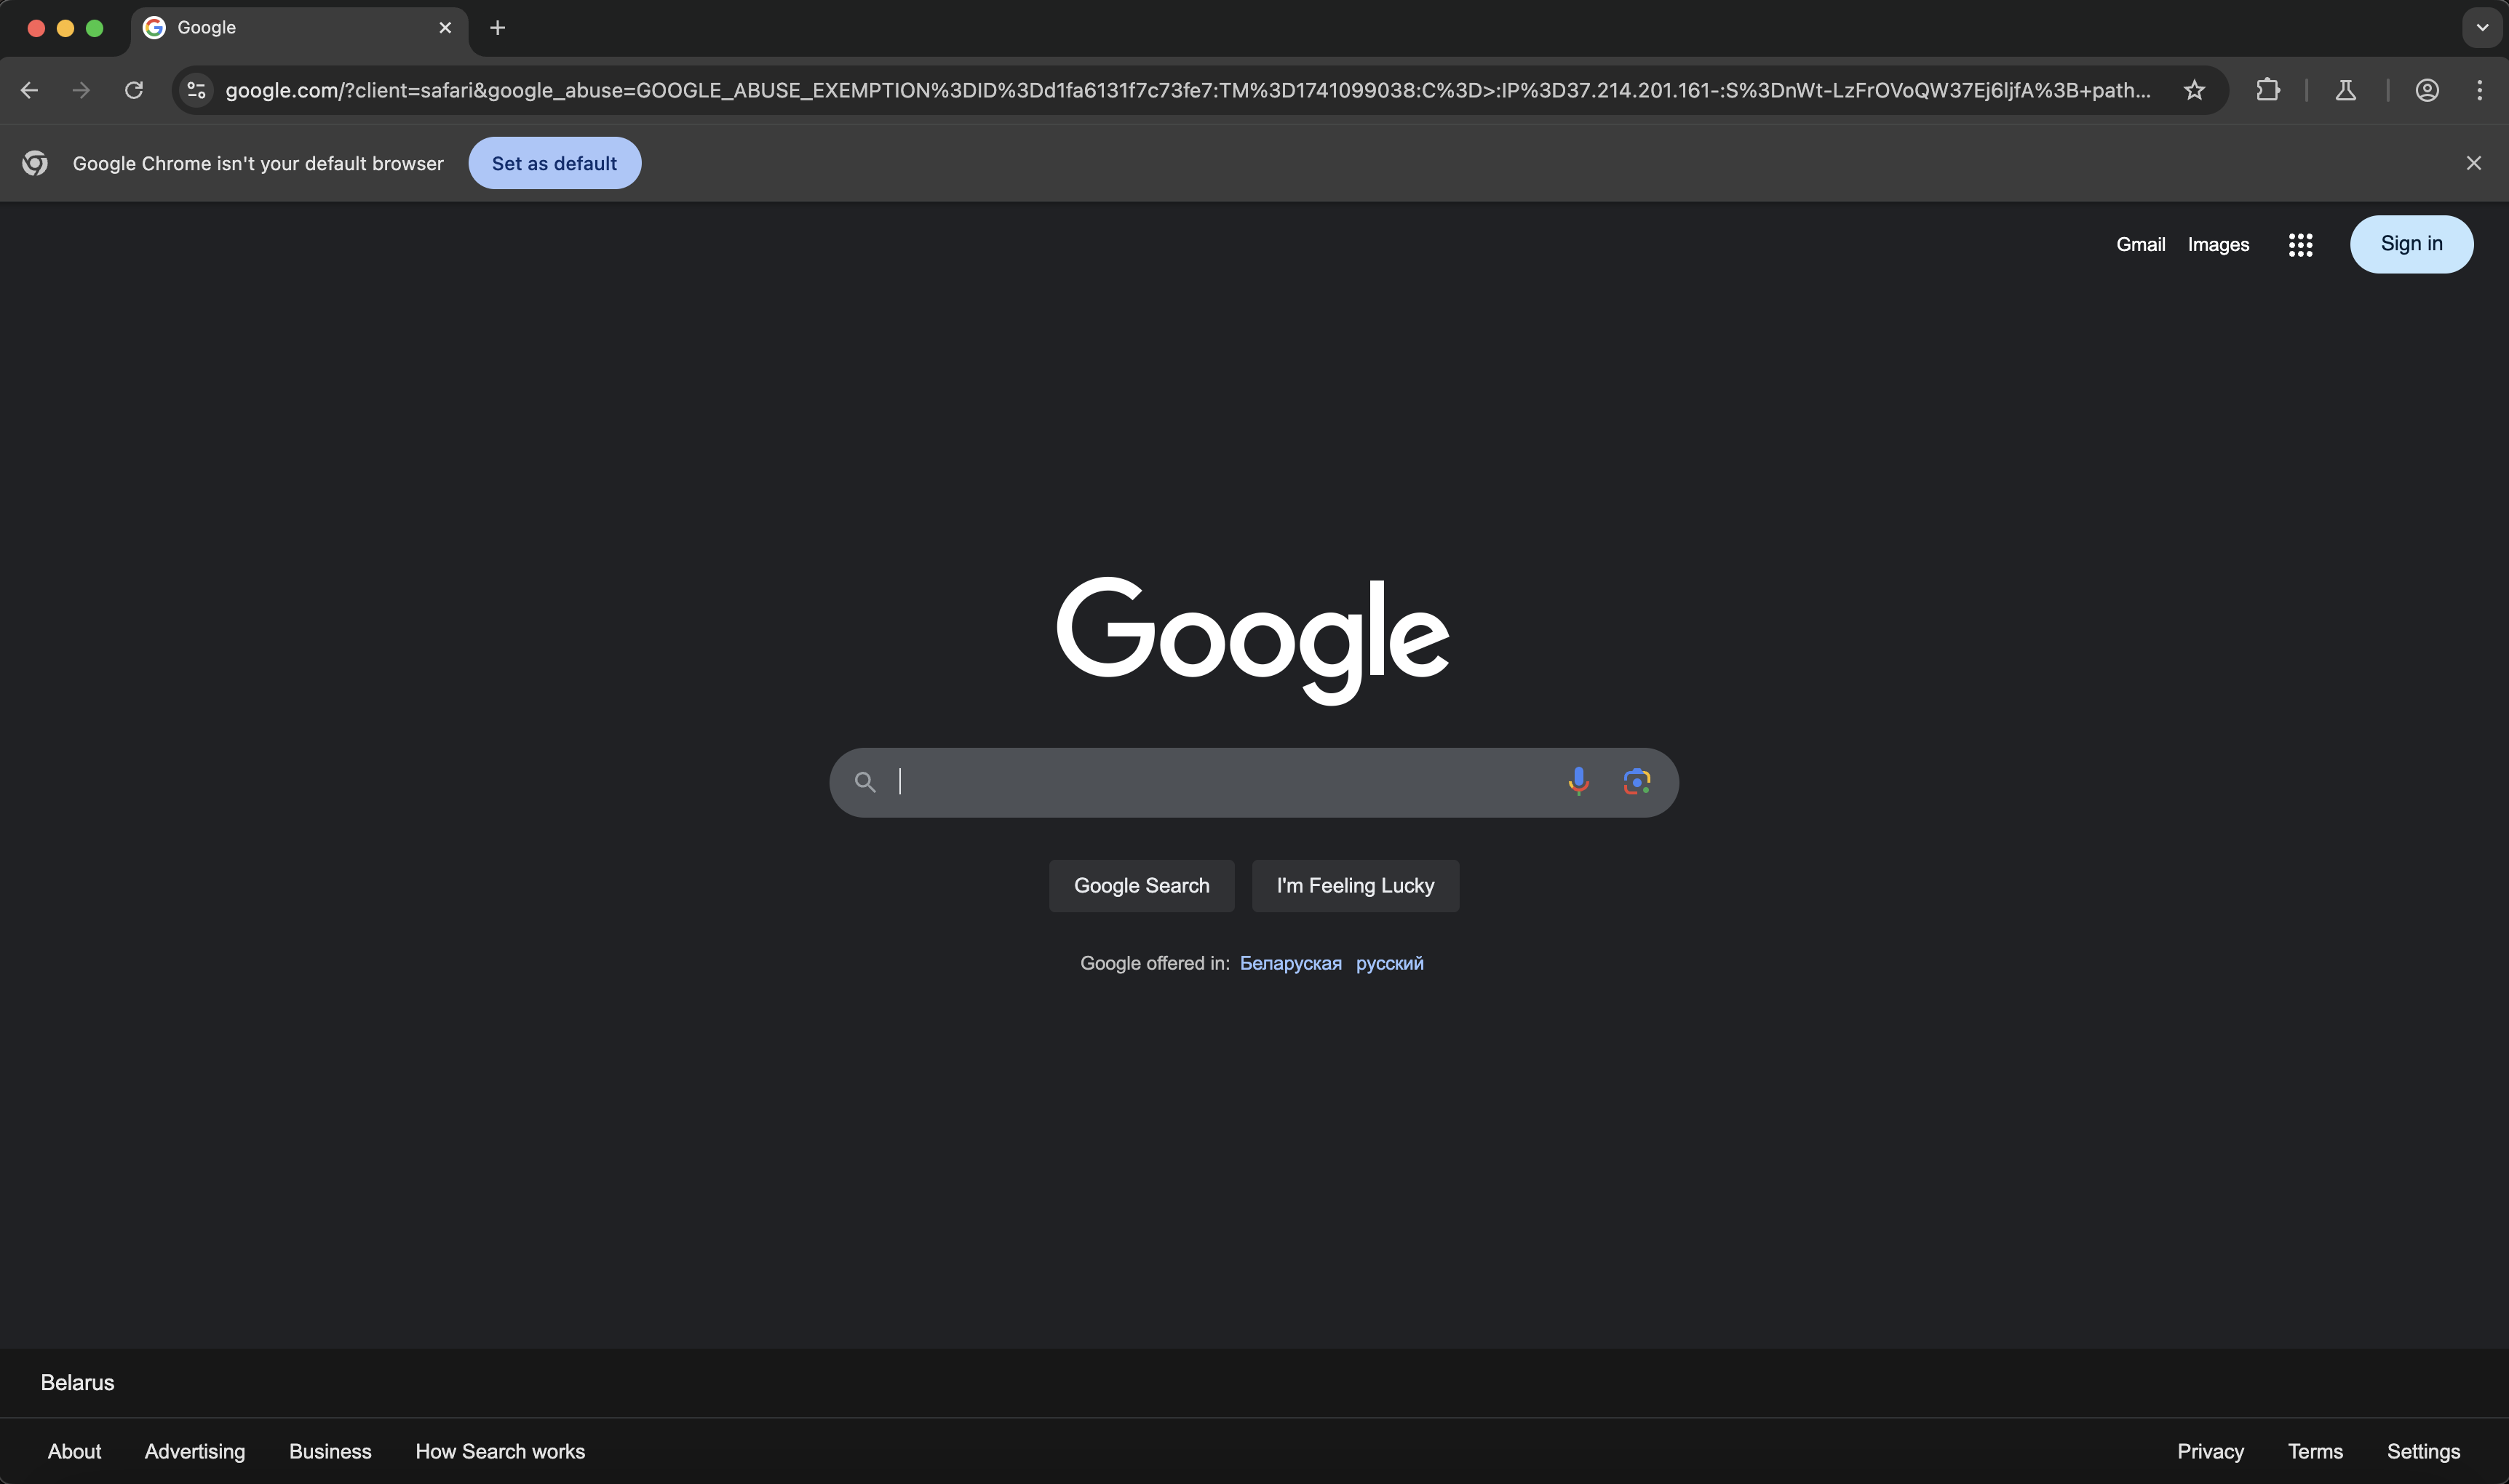 Google
google.com/?client=safari&google_abuse=GOOGLE_ABUSE_EXEMPTION%3DID%3Dd1fa6131f7c73fe7:TM%3D1741099038:C%3D>:IP%3D37.214.201.161-:S%3DnWt-LzFrOVoQW37Ej6ljfA%3B+path...
Google Chrome isn't your default browser Set as default
Gmail Images Sign in
Google
Google Search I'm Feeling Lucky
Google offered in: Беларуская русский
Belarus
About Advertising Business How Search works Privacy Terms Settings